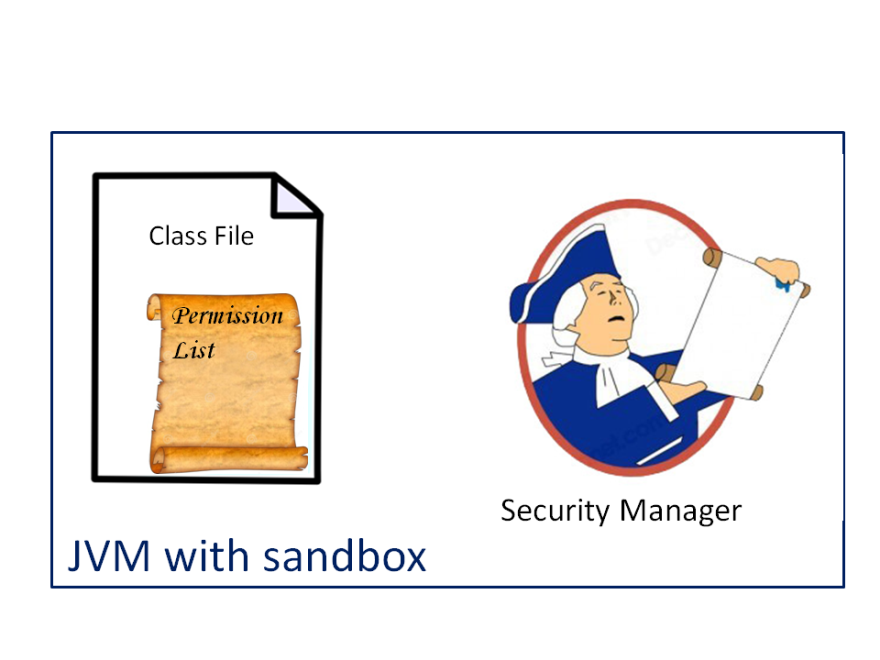 Class File
Permission
List
Security Manager
JVM with sandbox